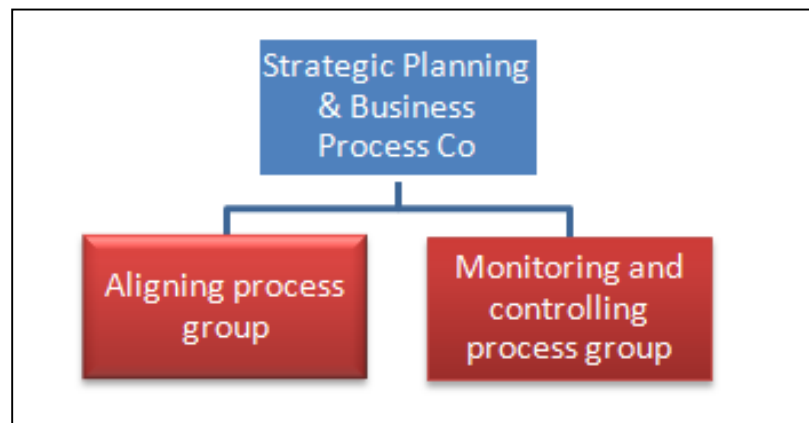 Strategic Planning
& Business
Process Co
Aligning process
group
Monitoring and
controlling
process group